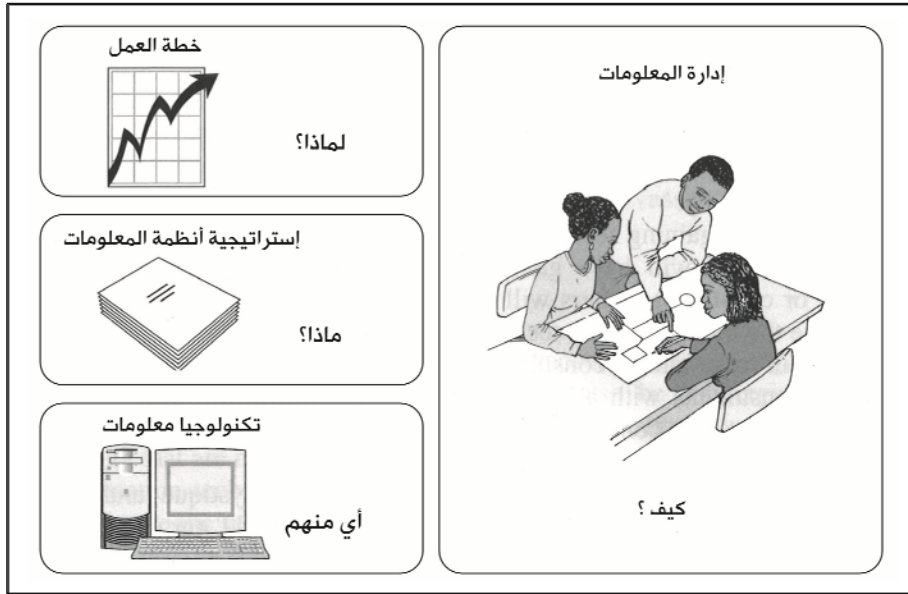 خطة العمل
لماذا؟
إستراتيجية أنظمة المعلومات
ماذا؟
تكنولوجيا معلومات
أي منهم
إدارة المعلومات
كيف ؟